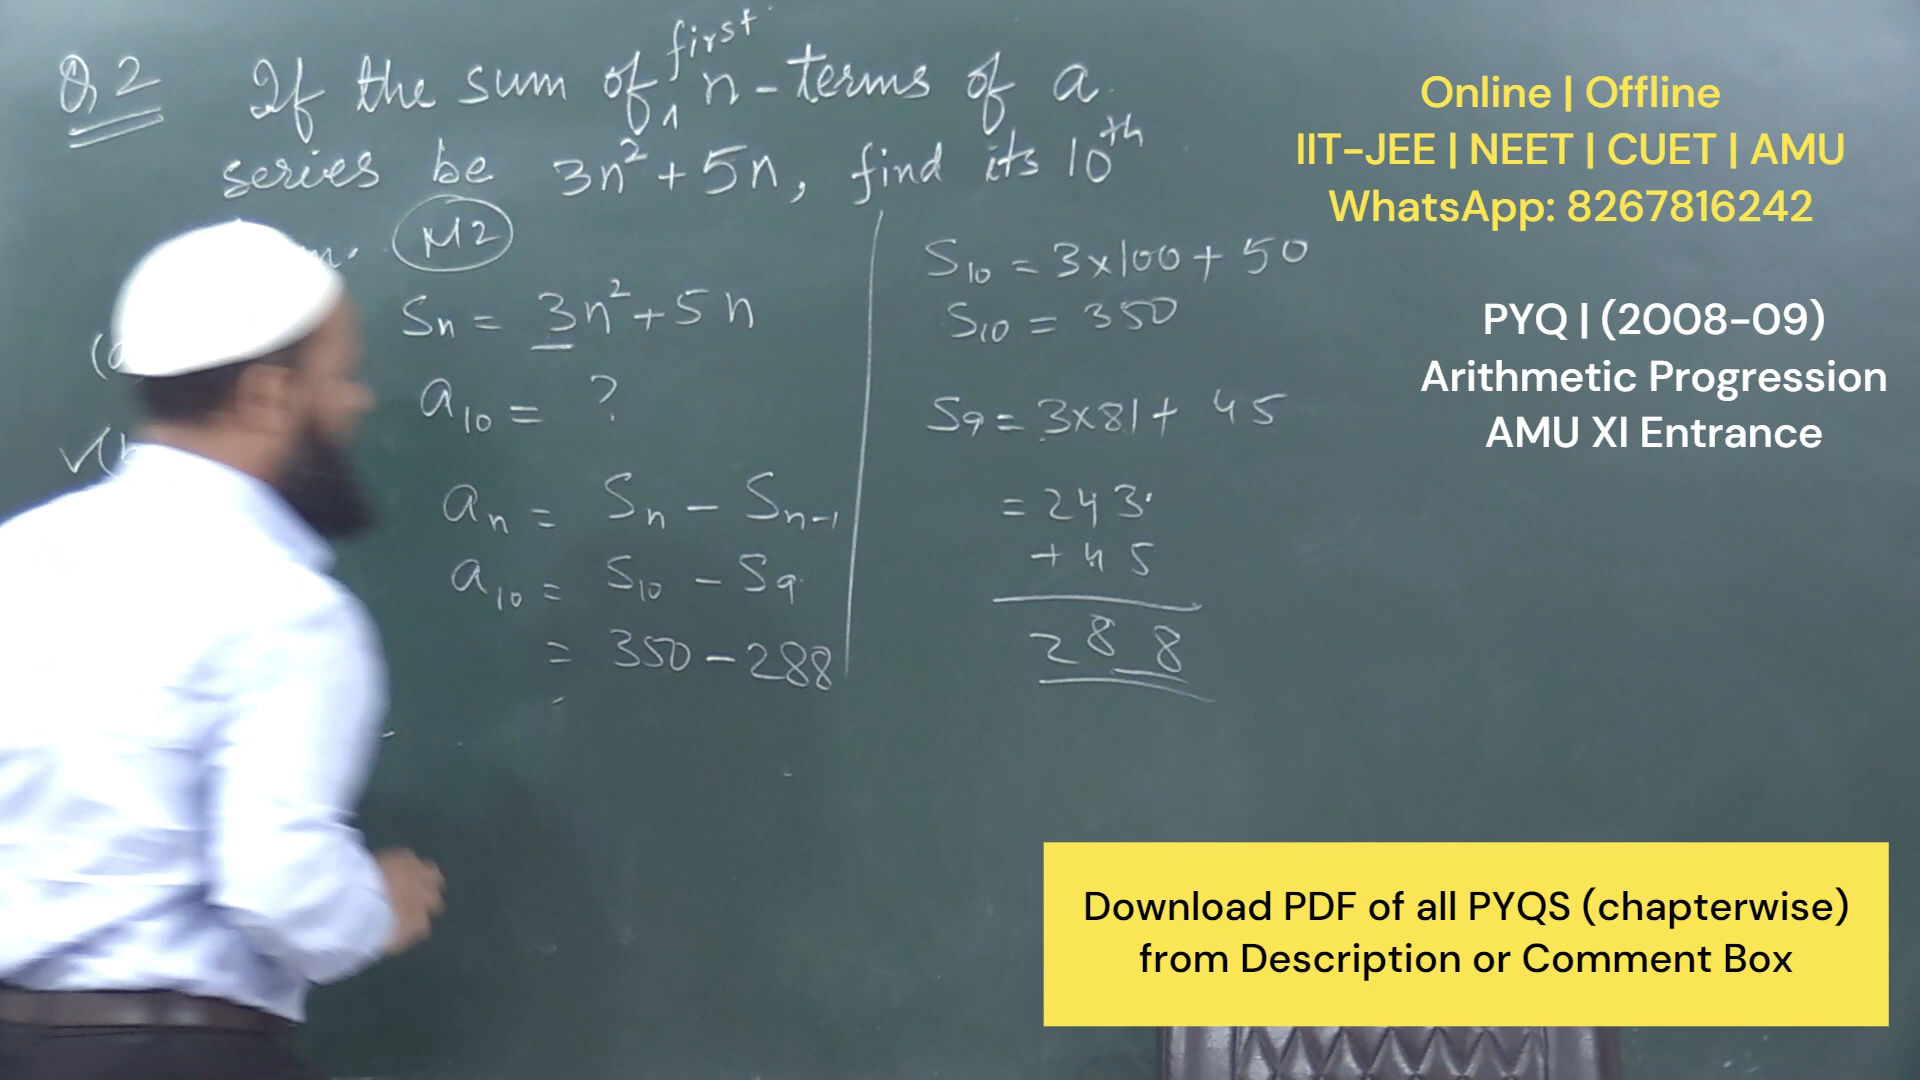 Q.2 If the sum of first n-terms of a
series be 3n²+5n, find its 10th
M2
Sn = 3n²+5n
a10 = ?
an = Sn - Sn-1
a10 = S10 - S9
= 350-288
=
S10 = 3×100+50
S10 = 350
S9 = 3×81+ 45
= 243
+45
288
Online | Offline
IIT-JEE | NEET | CUET | AMU
WhatsApp: 8267816242
PYQ | (2008-09)
Arithmetic Progression
AMU XI Entrance
Download PDF of all PYQS (chapterwise)
from Description or Comment Box